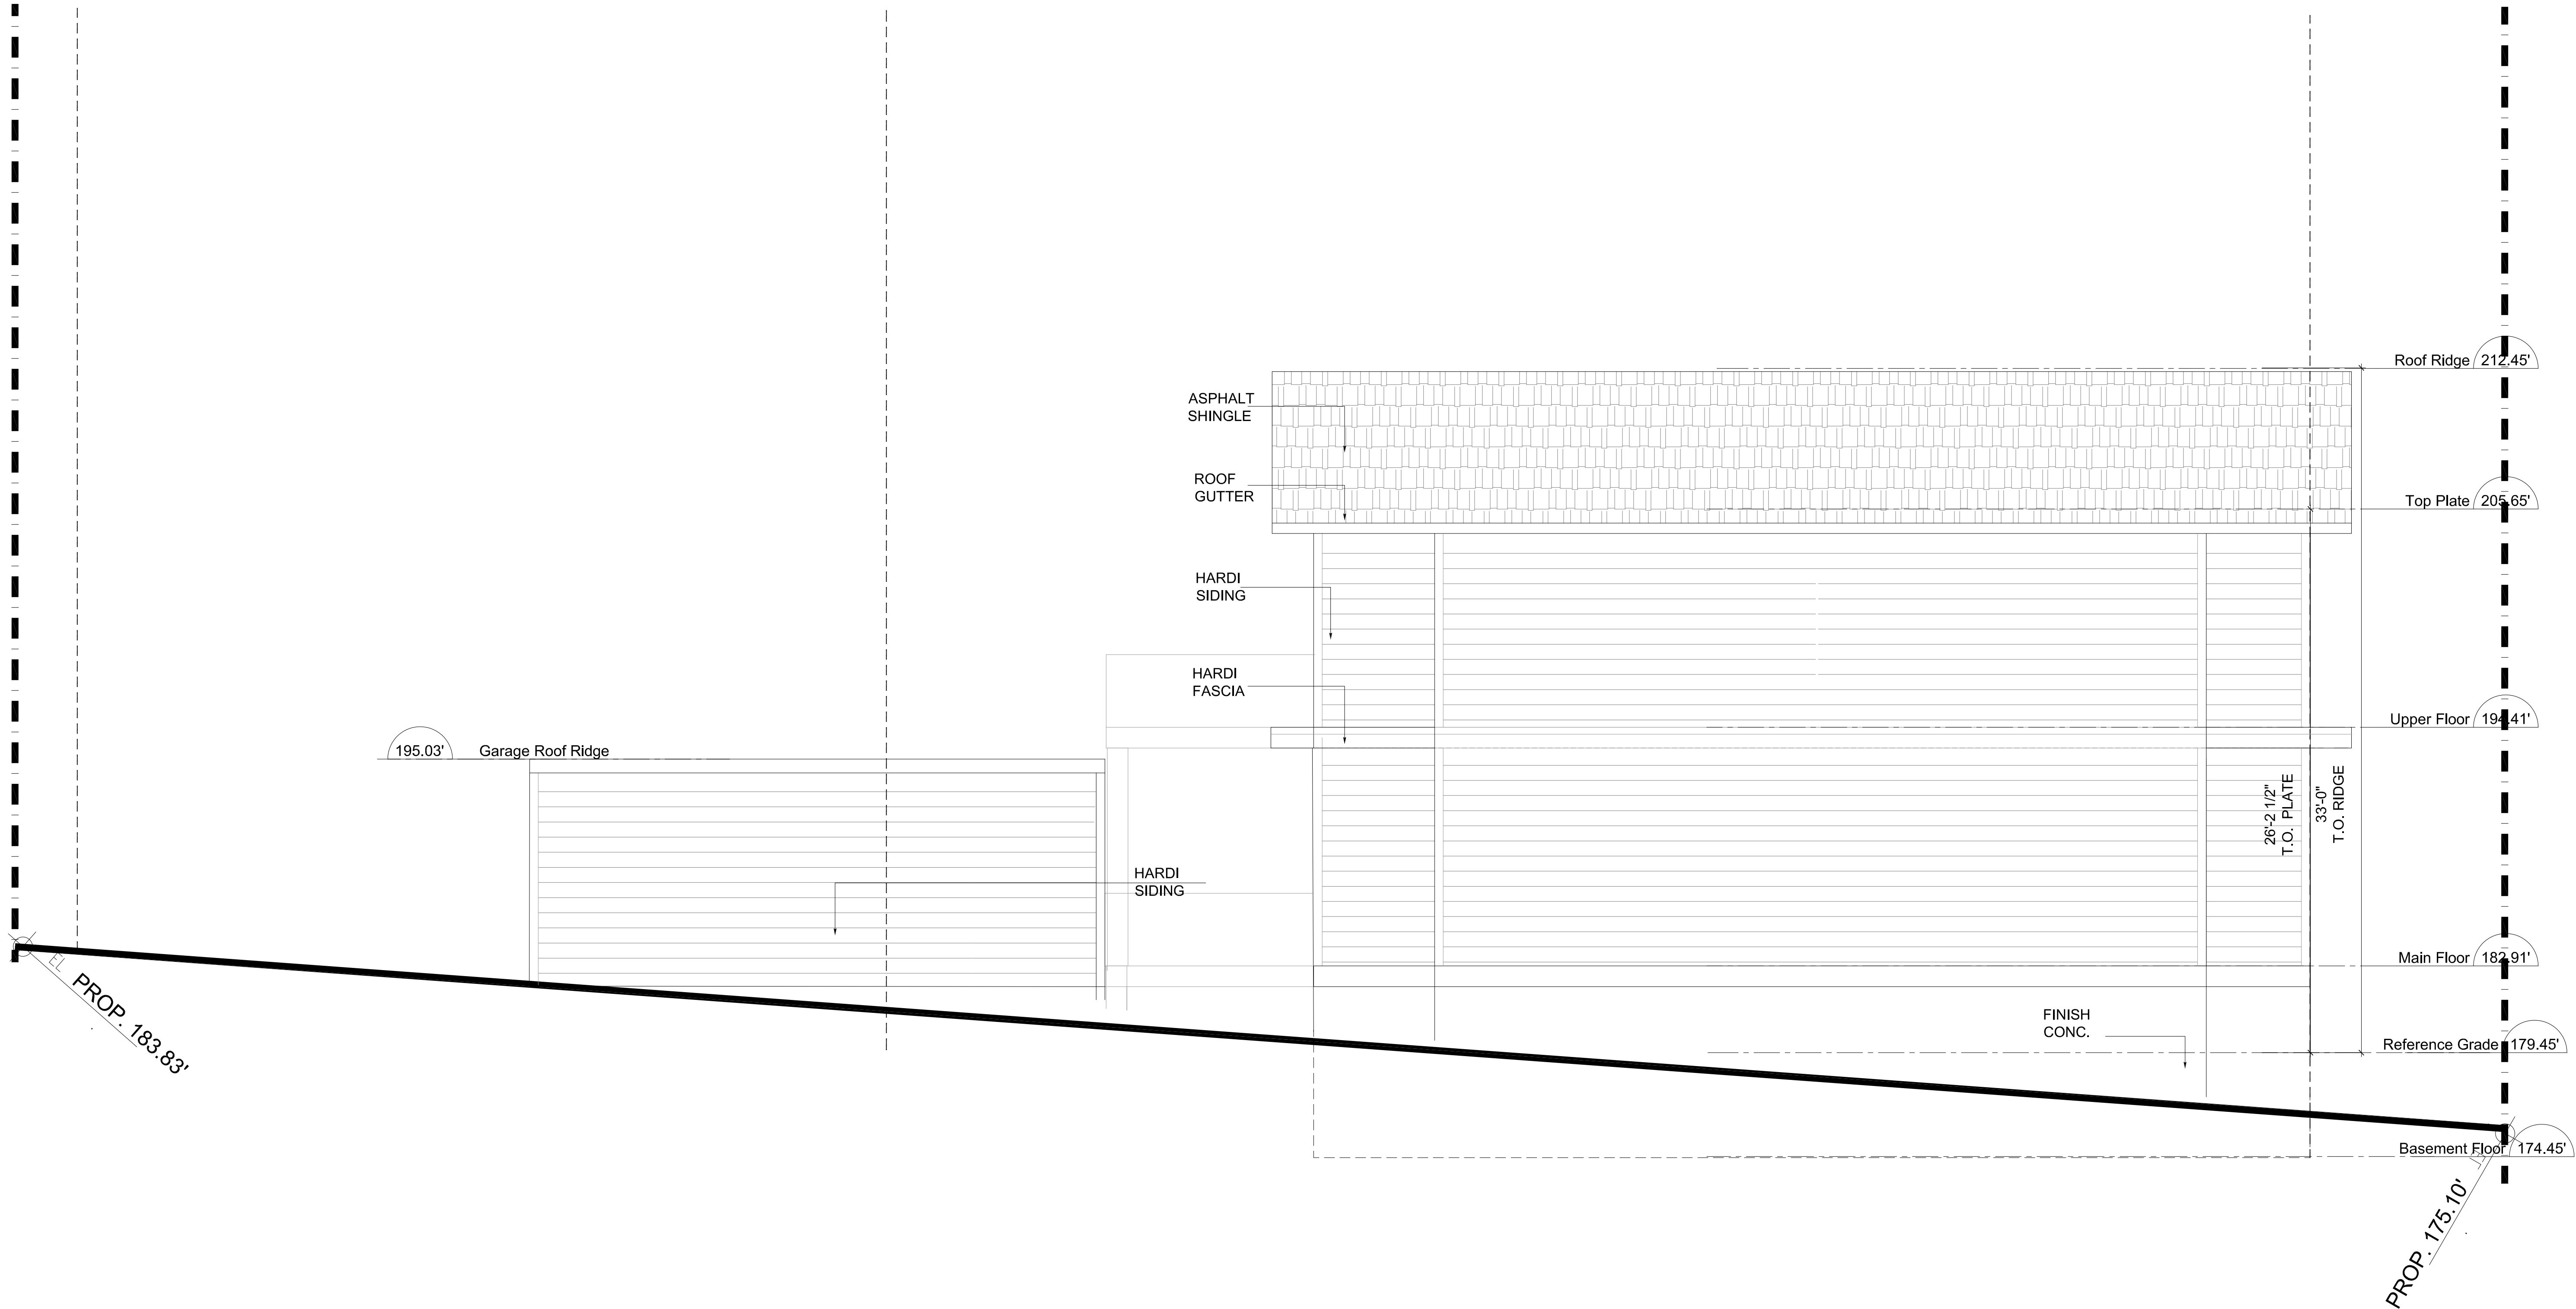 Roof Ridge 212.45'
ASPHALT
SHINGLE
ROOF
GUTTER
Top Plate 205.65'
HARDI
SIDING
HARDI
FASCIA
Upper Floor 194.41'
195.03' Garage Roof Ridge
26'-2 1/2"
T.O. PLATE
33'-0"
T.O. RIDGE
HARDI
SIDING
Main Floor 182.91'
EL
PROP. 183.83'
FINISH
CONC.
Reference Grade 179.45'
Basement Floor 174.45'
PROP. 175.10'